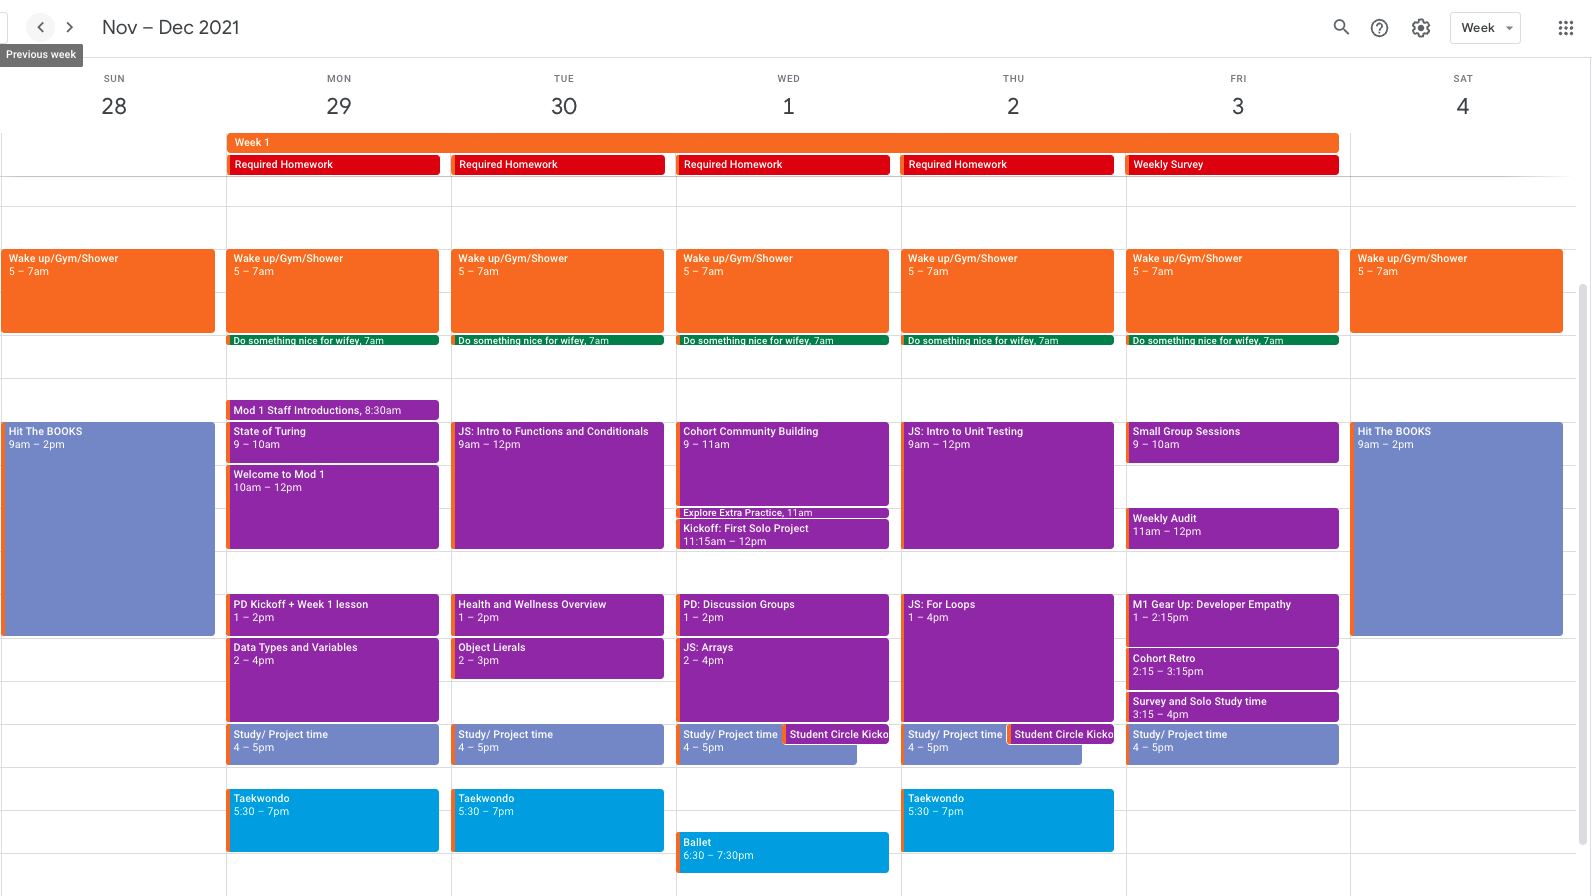 Nov – Dec 2021
Week
Previous week
SUN
28
MON
29
TUE
30
WED
1
THU
2
FRI
3
SAT
4
Week 1
Required Homework
Required Homework
Required Homework
Required Homework
Weekly Survey
Wake up/Gym/Shower
5 – 7am
Wake up/Gym/Shower
5 – 7am
Wake up/Gym/Shower
5 – 7am
Wake up/Gym/Shower
5 – 7am
Wake up/Gym/Shower
5 – 7am
Wake up/Gym/Shower
5 – 7am
Wake up/Gym/Shower
5 – 7am
Do something nice for wifey, 7am
Do something nice for wifey, 7am
Do something nice for wifey, 7am
Do something nice for wifey, 7am
Do something nice for wifey, 7am
Hit The BOOKS
9am – 2pm
Mod 1 Staff Introductions, 8:30am
State of Turing
9 – 10am
Welcome to Mod 1
10am – 12pm
PD Kickoff + Week 1 lesson
1 – 2pm
Data Types and Variables
2 – 4pm
Study/ Project time
4 – 5pm
Taekwondo
5:30 – 7pm
JS: Intro to Functions and Conditionals
9am – 12pm
Health and Wellness Overview
1 – 2pm
Object Lierals
2 – 3pm
Study/ Project time
4 – 5pm
Taekwondo
5:30 – 7pm
Cohort Community Building
9 – 11am
Explore Extra Practice, 11am
Kickoff: First Solo Project
11:15am – 12pm
PD: Discussion Groups
1 – 2pm
JS: Arrays
2 – 4pm
Study/ Project time
4 – 5pm
Student Circle Kicko
Ballet
6:30 – 7:30pm
JS: Intro to Unit Testing
9am – 12pm
JS: For Loops
1 – 4pm
Study/ Project time
4 – 5pm
Student Circle Kicko
Taekwondo
5:30 – 7pm
Small Group Sessions
9 – 10am
Weekly Audit
11am – 12pm
M1 Gear Up: Developer Empathy
1 – 2:15pm
Cohort Retro
2:15 – 3:15pm
Survey and Solo Study time
3:15 – 4pm
Study/ Project time
4 – 5pm
Hit The BOOKS
9am – 2pm